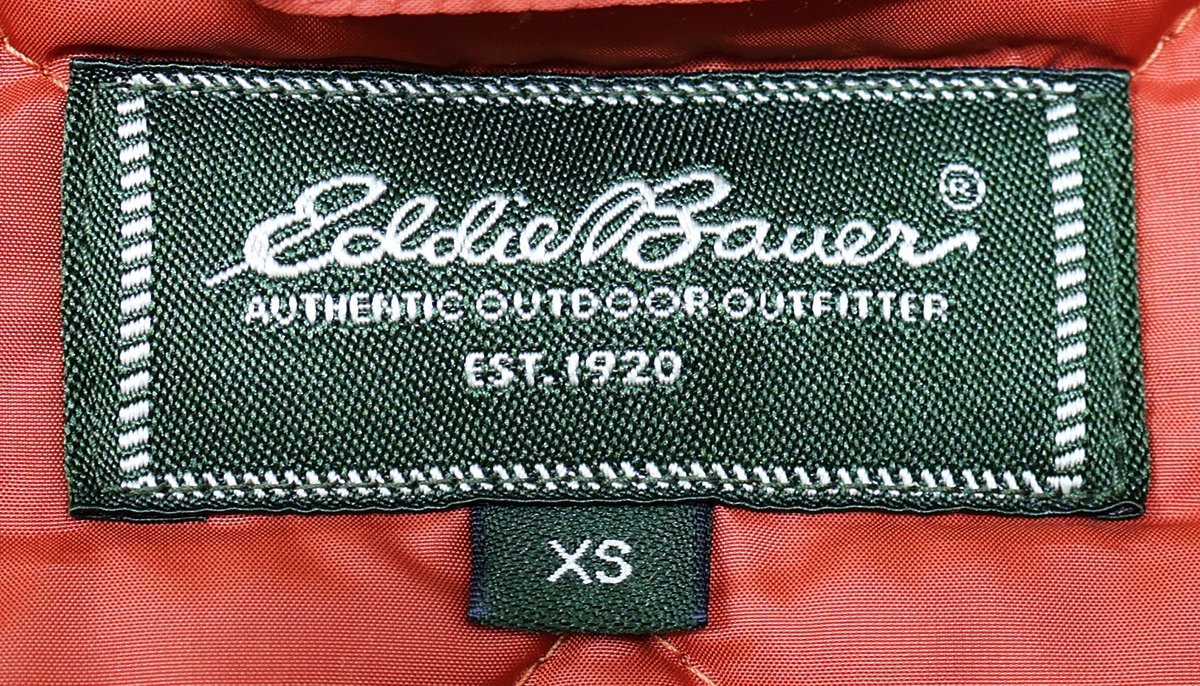 Eddie Bauer®
AUTHENTIC OUTDOOR OUTFITTER
EST. 1920
XS